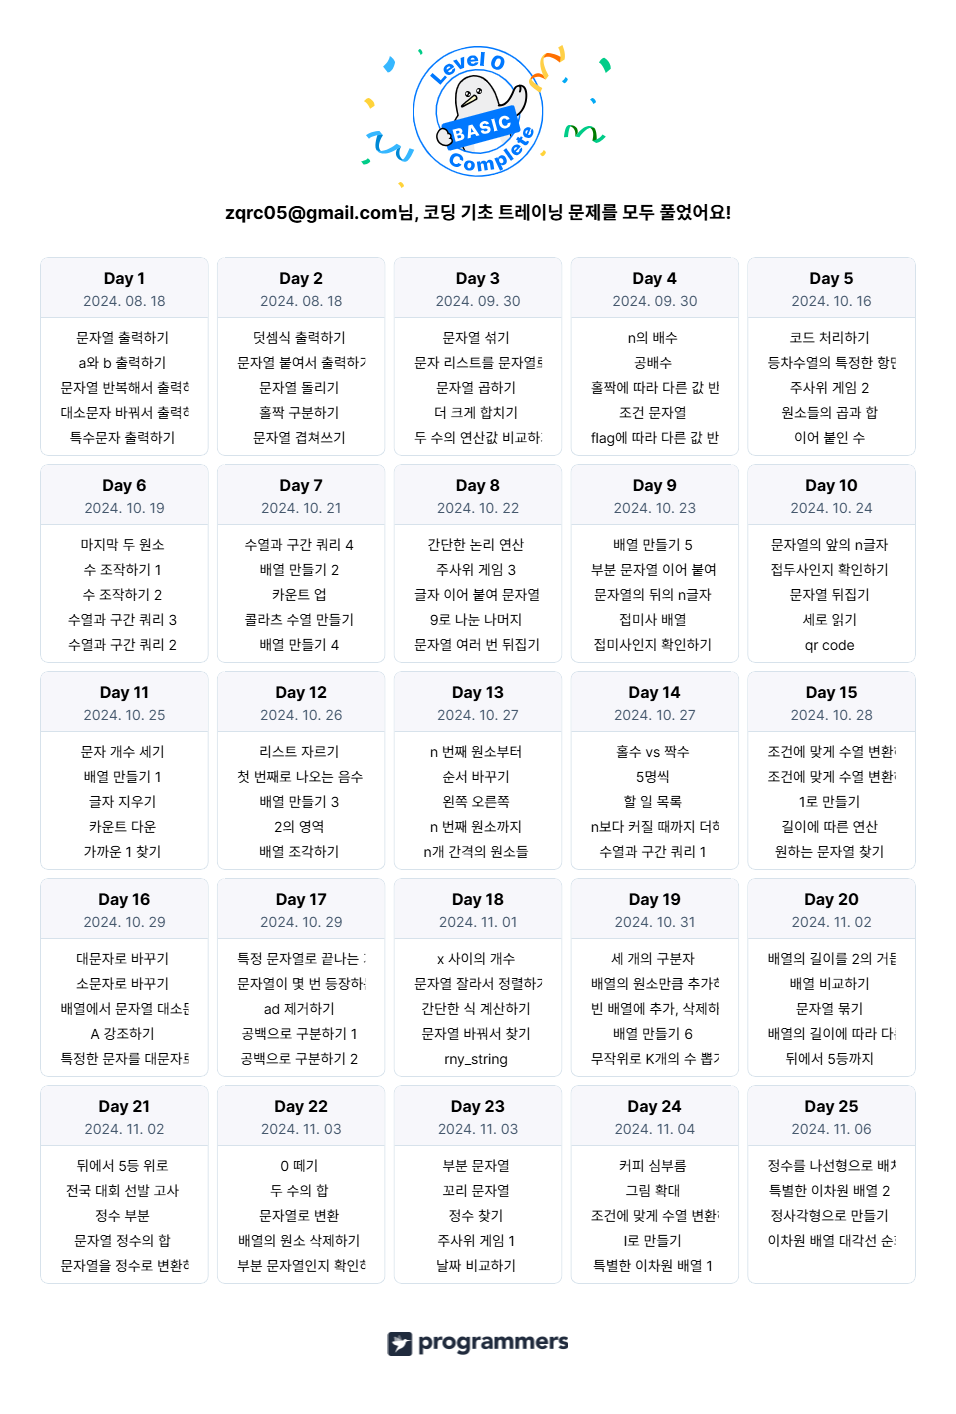 Level 0
BASIC
Complete
zqrc05@gmail.com님, 코딩 기초 트레이닝 문제를 모두 풀었어요!
Day 1
2024. 08. 18
문자열 출력하기
a와 b 출력하기
문자열 반복해서 출력
대소문자 바꿔서 출력
특수문자 출력하기
Day 2
2024. 08. 18
덧셈식 출력하기
문자열 붙여서 출력하
문자열 돌리기
홀짝 구분하기
문자열 겹쳐쓰기
Day 3
2024. 09. 30
문자열 섞기
문자 리스트를 문자열로
문자열 곱하기
더 크게 합치기
두 수의 연산값 비교하
Day 4
2024. 09. 30
n의 배수
공배수
홀짝에 따라 다른 값 반
조건 문자열
flag에 따라 다른 값 반
Day 5
2024. 10. 16
코드 처리하기
등차수열의 특정한 항만
주사위 게임 2
원소들의 곱과 합
이어 붙인 수
Day 6
2024. 10. 19
마지막 두 원소
수 조작하기 1
수 조작하기 2
수열과 구간 쿼리 3
수열과 구간 쿼리 2
Day 7
2024. 10. 21
수열과 구간 쿼리 4
배열 만들기 2
카운트 업
콜라츠 수열 만들기
배열 만들기 4
Day 8
2024. 10. 22
간단한 논리 연산
주사위 게임 3
글자 이어 붙여 문자열
9로 나눈 나머지
문자열 여러 번 뒤집기
Day 9
2024. 10. 23
배열 만들기 5
부분 문자열 이어 붙여
문자열의 뒤의 n글자
접미사 배열
접미사인지 확인하기
Day 10
2024. 10. 24
문자열의 앞의 n글자
접두사인지 확인하기
문자열 뒤집기
세로 읽기
qr code
Day 11
2024. 10. 25
문자 개수 세기
배열 만들기 1
글자 지우기
카운트 다운
가까운 1 찾기
Day 12
2024. 10. 26
리스트 자르기
첫 번째로 나오는 음수
배열 만들기 3
2의 영역
배열 조각하기
Day 13
2024. 10. 27
n 번째 원소부터
순서 바꾸기
왼쪽 오른쪽
n 번째 원소까지
n개 간격의 원소들
Day 14
2024. 10. 27
홀수 vs 짝수
5명씩
할 일 목록
n보다 커질 때까지 더하
수열과 구간 쿼리 1
Day 15
2024. 10. 28
조건에 맞게 수열 변환
조건에 맞게 수열 변환
1로 만들기
길이에 따른 연산
원하는 문자열 찾기
Day 16
2024. 10. 29
대문자로 바꾸기
소문자로 바꾸기
배열에서 문자열 대소문
A 강조하기
특정한 문자를 대문자로
Day 17
2024. 10. 29
특정 문자열로 끝나는
문자열이 몇 번 등장하
ad 제거하기
공백으로 구분하기 1
공백으로 구분하기 2
Day 18
2024. 11. 01
x 사이의 개수
문자열 잘라서 정렬하
간단한 식 계산하기
문자열 바꿔서 찾기
rny_string
Day 19
2024. 10. 31
세 개의 구분자
배열의 원소만큼 추가하
빈 배열에 추가, 삭제하
배열 만들기 6
무작위로 K개의 수 뽑
Day 20
2024. 11. 02
배열의 길이를 2의 거듭
배열 비교하기
문자열 묶기
배열의 길이에 따라 다
뒤에서 5등까지
Day 21
2024. 11. 02
뒤에서 5등 위로
전국 대회 선발 고사
정수 부분
문자열 정수의 합
문자열을 정수로 변환하
Day 22
2024. 11. 03
0 떼기
두 수의 합
문자열로 변환
배열의 원소 삭제하기
부분 문자열인지 확인하
Day 23
2024. 11. 03
부분 문자열
꼬리 문자열
정수 찾기
주사위 게임 1
날짜 비교하기
Day 24
2024. 11. 04
커피 심부름
그림 확대
조건에 맞게 수열 변환
l로 만들기
특별한 이차원 배열 1
Day 25
2024. 11. 06
정수를 나선형으로 배치
특별한 이차원 배열 2
정사각형으로 만들기
이차원 배열 대각선 순
programmers